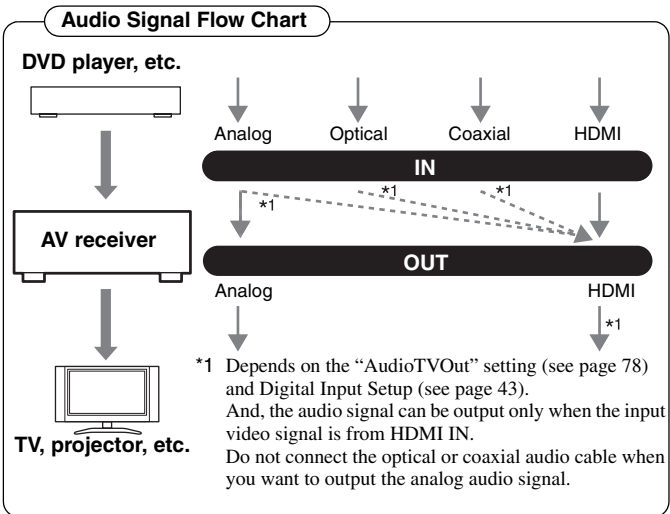 Audio Signal Flow Chart
DVD player, etc.
Analog Optical Coaxial HDMI
IN
*1 *1 *1
AV receiver
OUT
Analog HDMI
*1
TV, projector, etc.
*1 Depends on the “AudioTVOut” setting (see page 78)
and Digital Input Setup (see page 43).
And, the audio signal can be output only when the input
video signal is from HDMI IN.
Do not connect the optical or coaxial audio cable when
you want to output the analog audio signal.